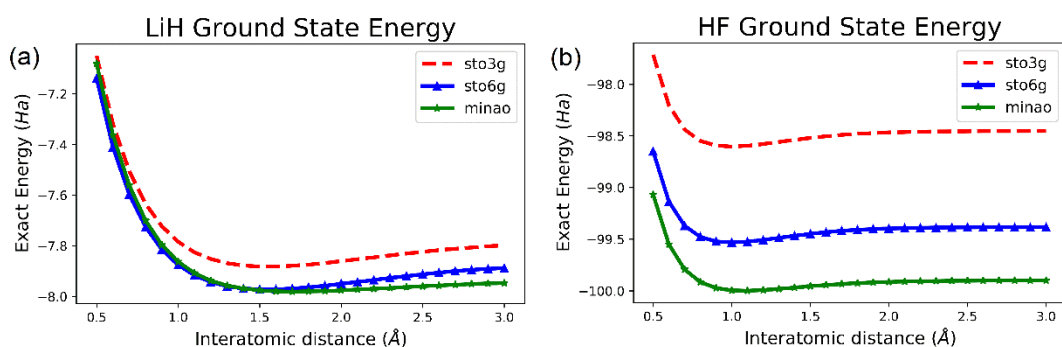 (a)
LiH Ground State Energy
Exact Energy (Ha)
−7.2
−7.4
−7.6
−7.8
−8.0
sto3g
sto6g
minao
0.5 1.0 1.5 2.0 2.5 3.0
Interatomic distance (Å)
(b)
HF Ground State Energy
Exact Energy (Ha)
−98.0
−98.5
−99.0
−99.5
−100.0
sto3g
sto6g
minao
0.5 1.0 1.5 2.0 2.5 3.0
Interatomic distance (Å)